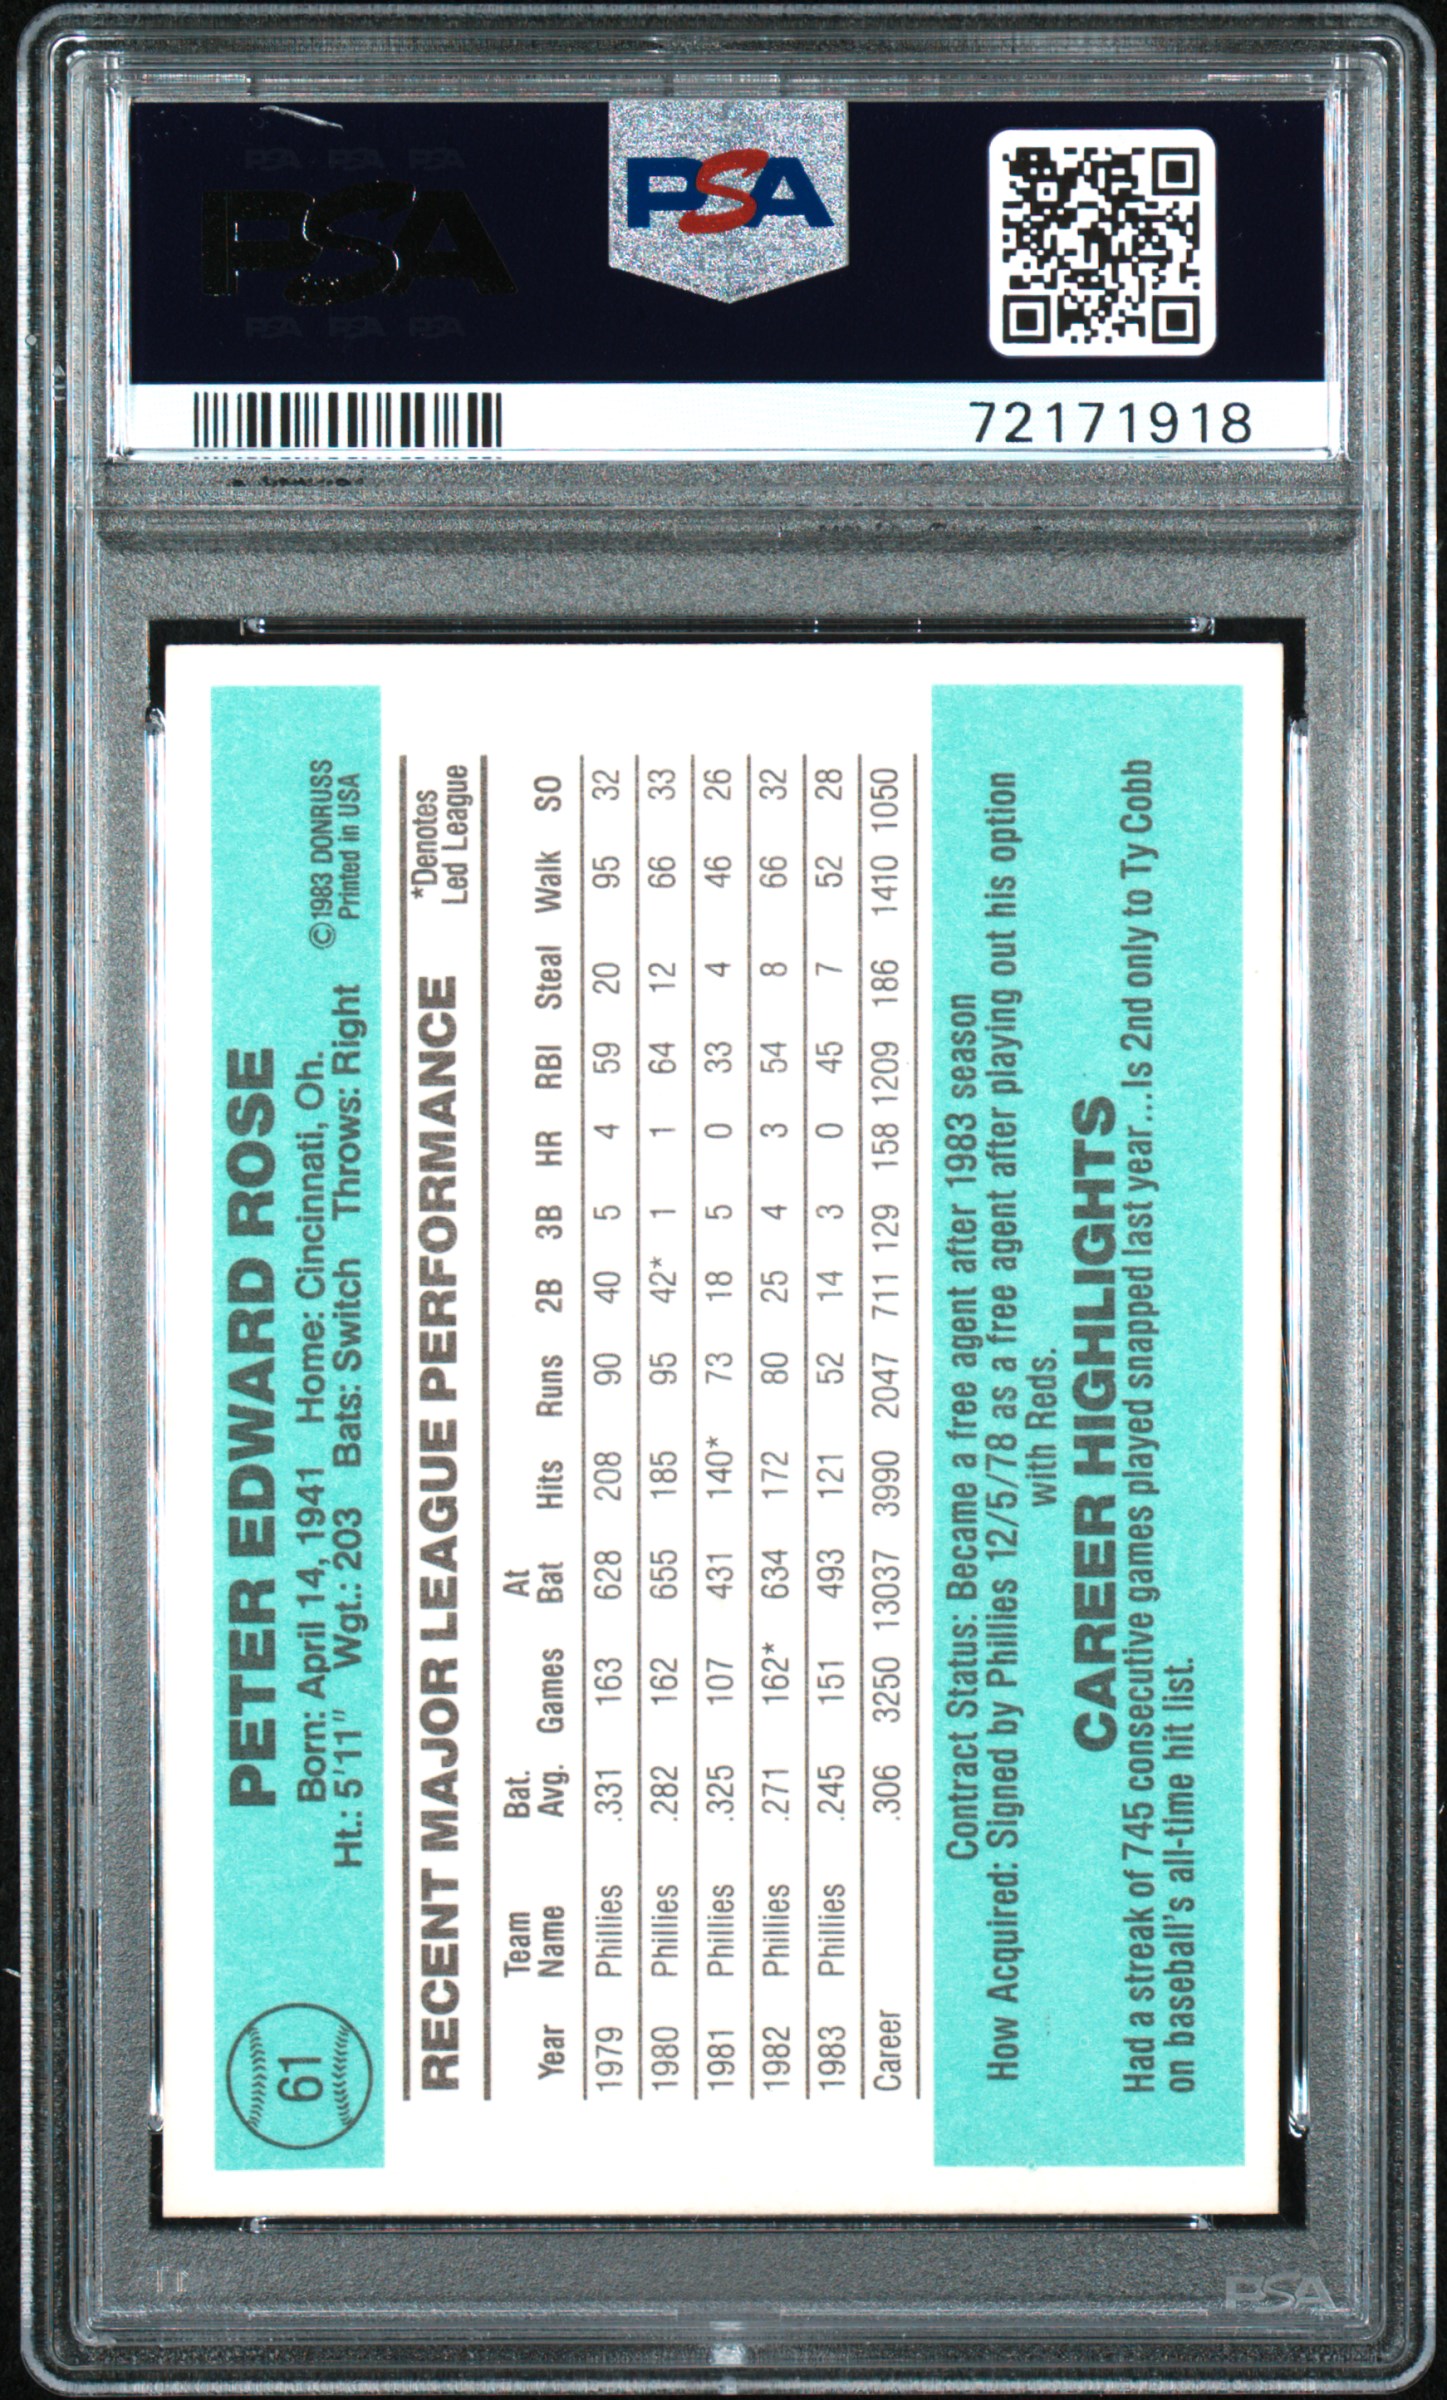 PSA PSA PSA
PSA
PSA PSA PSA
PSA
72171918
61
PETER EDWARD ROSE
Born: April 14, 1941 Home: Cincinnati, Oh. ©1983 DONRUSS
Ht.: 5'11" Wgt.: 203 Bats: Switch Throws: Right Printed in USA
RECENT MAJOR LEAGUE PERFORMANCE *Denotes Led League
Team Bat. At
Year Name Avg. Games Bat Hits Runs 2B 3B HR RBI Steal Walk SO
1979 Phillies .331 163 628 208 90 40 5 4 59 20 95 32
1980 Phillies .282 162 655 185 95 42* 1 1 64 12 66 33
1981 Phillies .325 107 431 140* 73 18 5 0 33 4 46 26
1982 Phillies .271 162* 634 172 80 25 4 3 54 8 66 32
1983 Phillies .245 151 493 121 52 14 3 0 45 7 52 28
Career .306 3250 13037 3990 2047 711 129 158 1209 186 1410 1050
Contract Status: Became a free agent after 1983 season
How Acquired: Signed by Phillies 12/5/78 as a free agent after playing out his option
with Reds.
CAREER HIGHLIGHTS
Had a streak of 745 consecutive games played snapped last year...Is 2nd only to Ty Cobb
on baseball's all-time hit list.
PSA